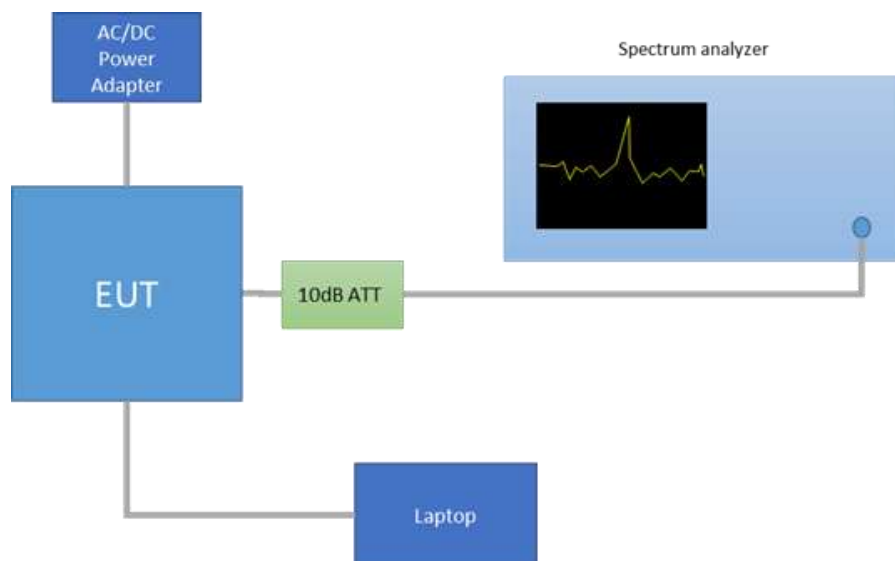 AC/DC
Power
Adapter
Spectrum analyzer
EUT
10dB ATT
Laptop